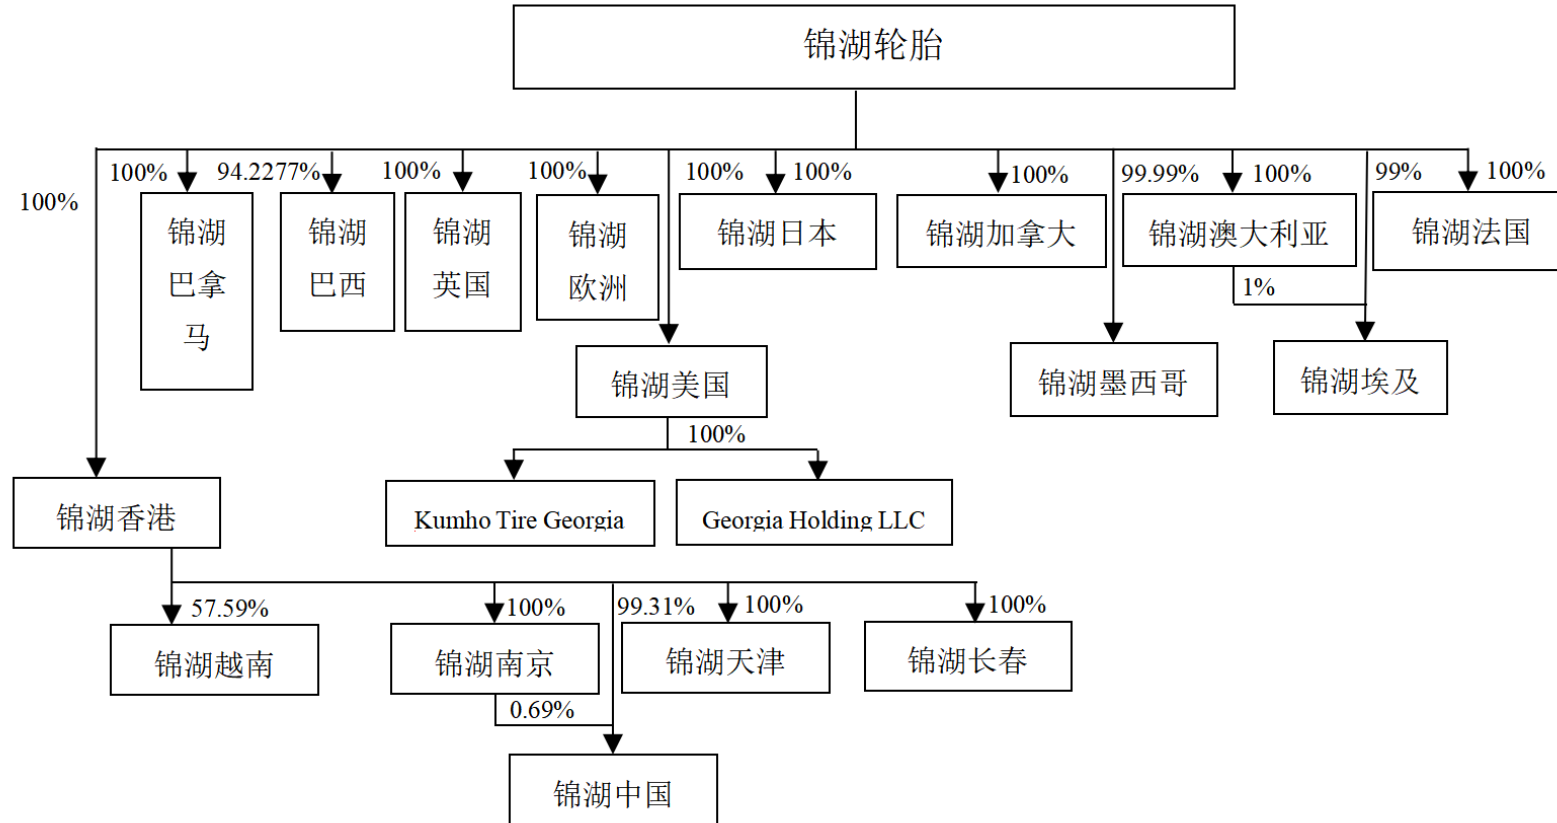 锦湖轮胎
100%
100%
94.2277%
100%
100%
100%
100%
100%
99.99%
100%
99%
100%
锦湖
巴拿
马
锦湖
巴西
锦湖
英国
锦湖
欧洲
锦湖日本
锦湖加拿大
锦湖澳大利亚
锦湖法国
1%
锦湖美国
锦湖墨西哥
锦湖埃及
100%
锦湖香港
Kumho Tire Georgia
Georgia Holding LLC
57.59%
100%
99.31%
100%
100%
锦湖越南
锦湖南京
锦湖天津
锦湖长春
0.69%
锦湖中国